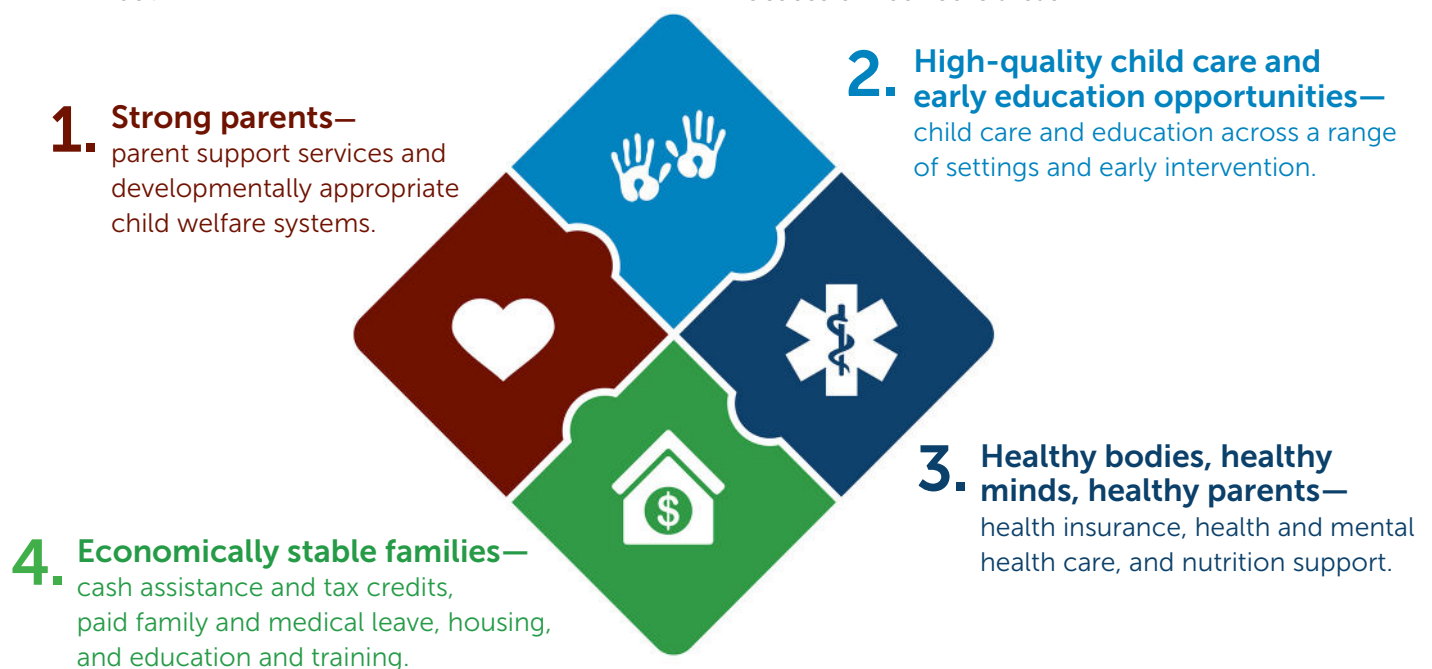 1. Strong parents—
parent support services and
developmentally appropriate
child welfare systems.
2. High-quality child care and
early education opportunities—
child care and education across a range
of settings and early intervention.
3. Healthy bodies, healthy
minds, healthy parents—
health insurance, health and mental
health care, and nutrition support.
4. Economically stable families—
cash assistance and tax credits,
paid family and medical leave, housing,
and education and training.
$